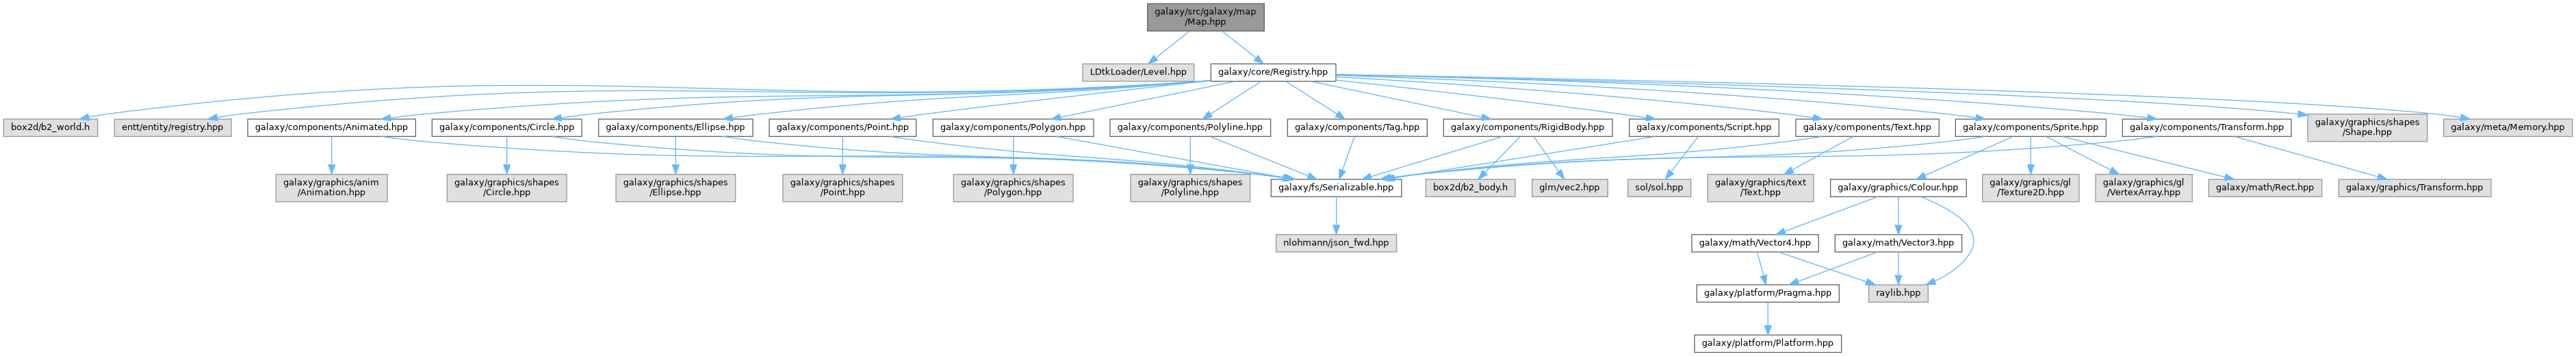 galaxy/src/galaxy/map
/Map.hpp
LDtkLoader/Level.hpp
galaxy/core/Registry.hpp
box2d/b2_world.h
entt/entity/registry.hpp
galaxy/components/Animated.hpp
galaxy/components/Circle.hpp
galaxy/components/Ellipse.hpp
galaxy/components/Point.hpp
galaxy/components/Polygon.hpp
galaxy/components/Polyline.hpp
galaxy/components/Tag.hpp
galaxy/components/RigidBody.hpp
galaxy/components/Script.hpp
galaxy/components/Text.hpp
galaxy/components/Sprite.hpp
galaxy/components/Transform.hpp
galaxy/graphics/shapes
/Shape.hpp
galaxy/meta/Memory.hpp
galaxy/graphics/anim
/Animation.hpp
galaxy/graphics/shapes
/Circle.hpp
galaxy/graphics/shapes
/Ellipse.hpp
galaxy/graphics/shapes
/Point.hpp
galaxy/graphics/shapes
/Polygon.hpp
galaxy/graphics/shapes
/Polyline.hpp
galaxy/fs/Serializable.hpp
box2d/b2_body.h
glm/vec2.hpp
sol/sol.hpp
galaxy/graphics/text
/Text.hpp
galaxy/graphics/Colour.hpp
galaxy/graphics/gl
/Texture2D.hpp
galaxy/graphics/gl
/VertexArray.hpp
galaxy/math/Rect.hpp
galaxy/graphics/Transform.hpp
nlohmann/json_fwd.hpp
galaxy/math/Vector4.hpp
galaxy/math/Vector3.hpp
galaxy/platform/Pragma.hpp
raylib.hpp
galaxy/platform/Platform.hpp